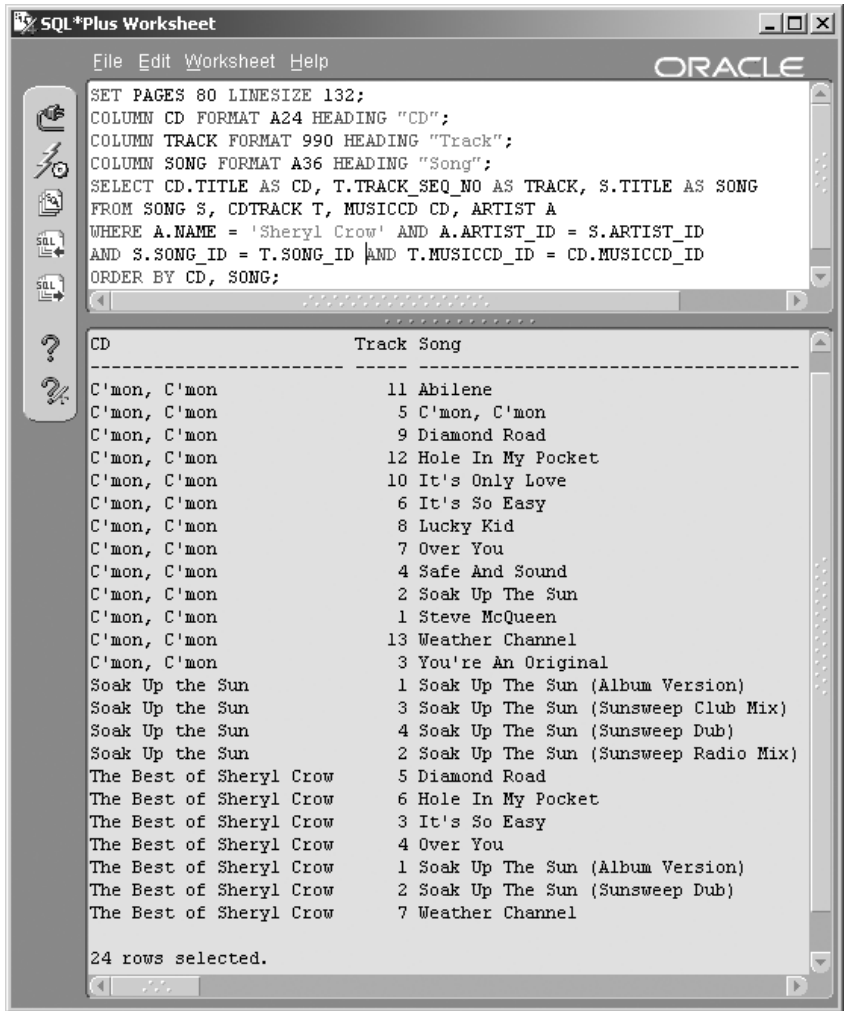 SQL*Plus Worksheet
File Edit Worksheet Help
ORACLE
SET PAGES 80 LINESIZE 132;
COLUMN CD FORMAT A24 HEADING "CD";
COLUMN TRACK FORMAT 990 HEADING "Track";
COLUMN SONG FORMAT A36 HEADING "Song";
SELECT CD.TITLE AS CD, T.TRACK_SEQ_NO AS TRACK, S.TITLE AS SONG
FROM SONG S, CDTRACK T, MUSICCD CD, ARTIST A
WHERE A.NAME = 'Sheryl Crow' AND A.ARTIST_ID = S.ARTIST_ID
AND S.SONG_ID = T.SONG_ID AND T.MUSICCD_ID = CD.MUSICCD_ID
ORDER BY CD, SONG;
SQL
SQL
CD Track Song
------------------------ ----- ------------------------------------
C'mon, C'mon 11 Abilene
C'mon, C'mon 5 C'mon, C'mon
C'mon, C'mon 9 Diamond Road
C'mon, C'mon 12 Hole In My Pocket
C'mon, C'mon 10 It's Only Love
C'mon, C'mon 6 It's So Easy
C'mon, C'mon 8 Lucky Kid
C'mon, C'mon 7 Over You
C'mon, C'mon 4 Safe And Sound
C'mon, C'mon 2 Soak Up The Sun
C'mon, C'mon 1 Steve McQueen
C'mon, C'mon 13 Weather Channel
C'mon, C'mon 3 You're An Original
Soak Up the Sun 1 Soak Up The Sun (Album Version)
Soak Up the Sun 3 Soak Up The Sun (Sunsweep Club Mix)
Soak Up the Sun 4 Soak Up The Sun (Sunsweep Dub)
Soak Up the Sun 2 Soak Up The Sun (Sunsweep Radio Mix)
The Best of Sheryl Crow 5 Diamond Road
The Best of Sheryl Crow 6 Hole In My Pocket
The Best of Sheryl Crow 3 It's So Easy
The Best of Sheryl Crow 4 Over You
The Best of Sheryl Crow 1 Soak Up The Sun (Album Version)
The Best of Sheryl Crow 2 Soak Up The Sun (Sunsweep Dub)
The Best of Sheryl Crow 7 Weather Channel
24 rows selected.